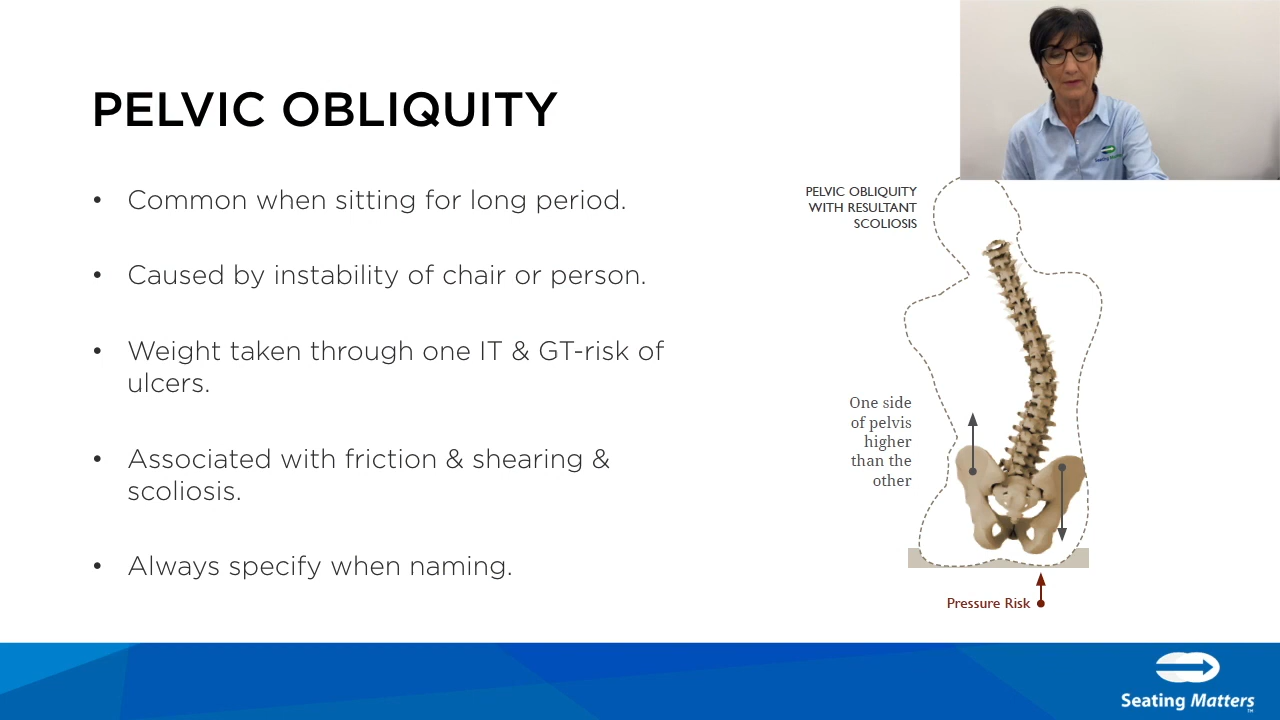 PELVIC OBLIQUITY
• Common when sitting for long period.
• Caused by instability of chair or person.
• Weight taken through one IT & GT-risk of
ulcers.
• Associated with friction & shearing &
scoliosis.
• Always specify when naming.
PELVIC OBLIQUITY
WITH RESULTANT
SCOLIOSIS
One side
of pelvis
higher
than the
other
Pressure Risk
Seating Matters
Seating Matters™